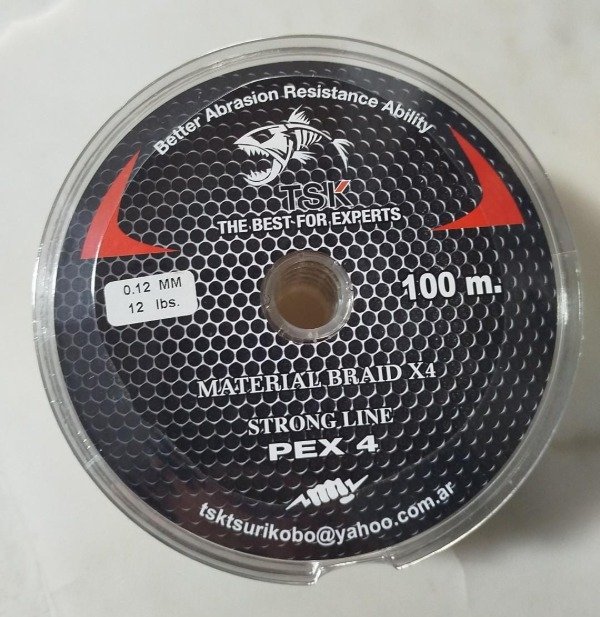 Better Abrasion Resistance Ability
TSK
THE BEST FOR EXPERTS
0.12 MM
12 lbs.
100 m.
MATERIAL BRAID X4
STRONG LINE
PEX 4
tsktsurikobo@yahoo.com.ar